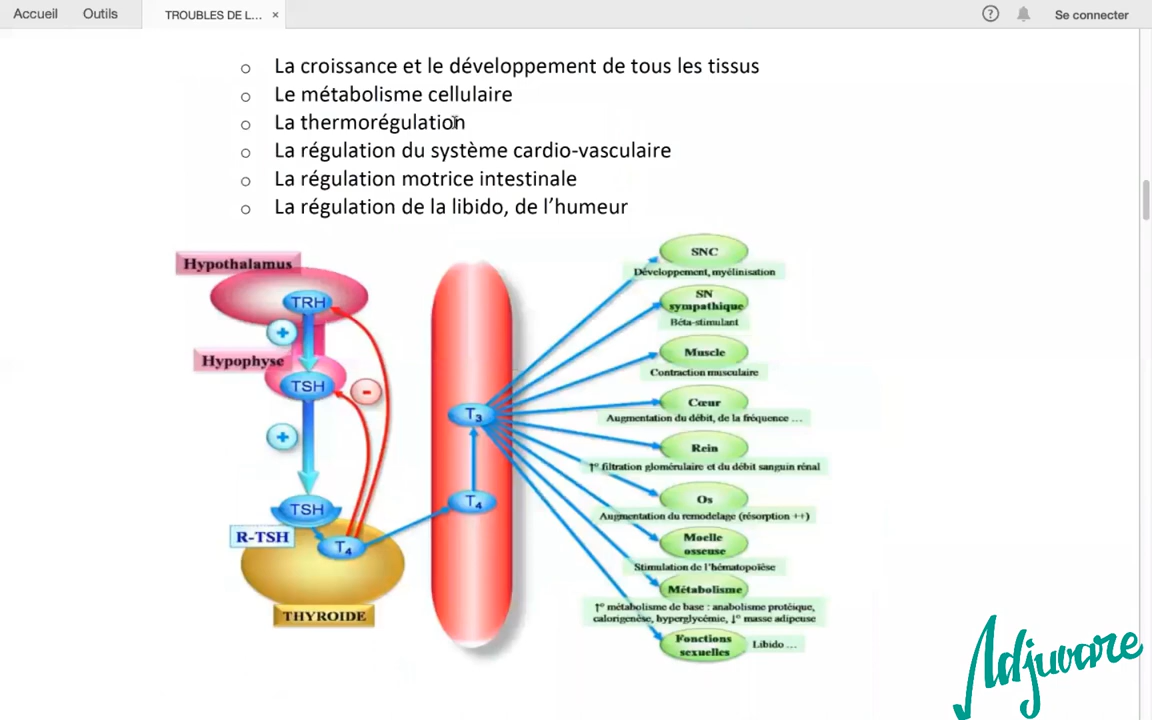 Accueil
Outils
TROUBLES DE L... ×
?
Se connecter
o La croissance et le développement de tous les tissus
o Le métabolisme cellulaire
o La thermorégulation
o La régulation du système cardio-vasculaire
o La régulation motrice intestinale
o La régulation de la libido, de l’humeur
Hypothalamus
TRH
+
Hypophyse
TSH
-
+
TSH
R-TSH
T4
THYROIDE
T3
T4
SNC
Développement, myélinisation
SN
sympathique
Béta-stimulant
Muscle
Contraction musculaire
Cœur
Augmentation du débit, de la fréquence ...
Rein
↑° filtration glomérulaire et du débit sanguin rénal
Os
Augmentation du remodelage (résorption ++)
Moelle
osseuse
Stimulation de l’hématopoïèse
Métabolisme
↑° métabolisme de base : anabolisme protéique,
calorigenèse, hyperglycémie, ↓° masse adipeuse
Fonctions
sexuelles
Libido ...
Adjuvare